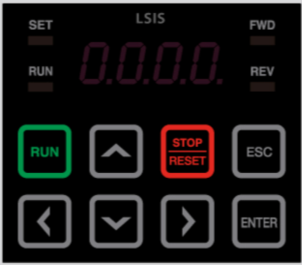 SET LSIS FWD
0.0.0.0.
RUN REV
RUN STOP RESET ESC
ENTER